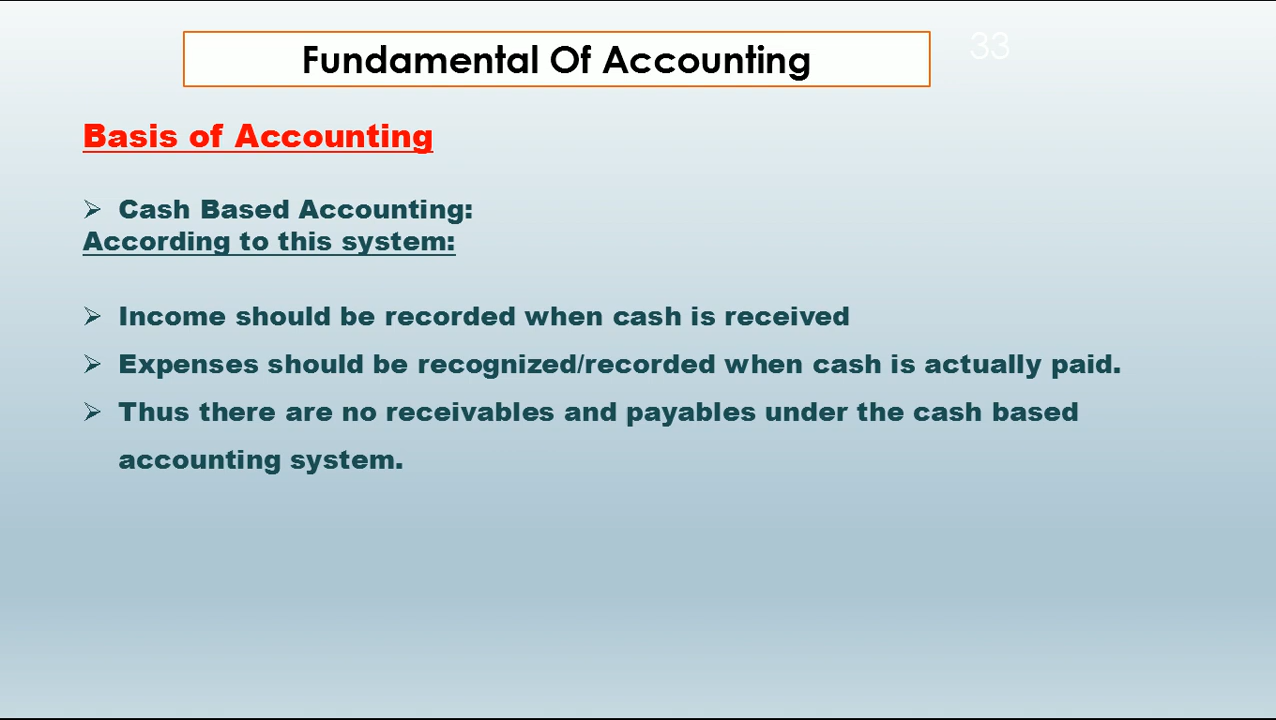 Fundamental Of Accounting
33
Basis of Accounting
➢ Cash Based Accounting:
According to this system:
➢ Income should be recorded when cash is received
➢ Expenses should be recognized/recorded when cash is actually paid.
➢ Thus there are no receivables and payables under the cash based
accounting system.